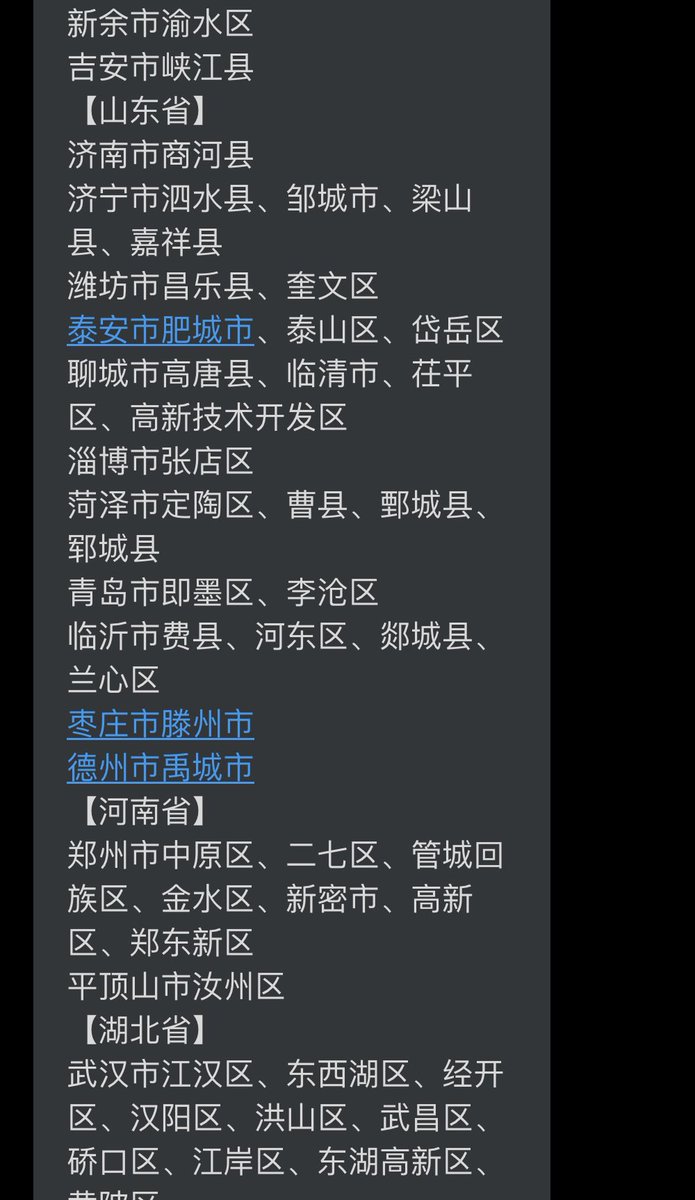 新余市渝水区
吉安市峡江县
【山东省】
济南市商河县
济宁市泗水县、邹城市、梁山
县、嘉祥县
潍坊市昌乐县、奎文区
泰安市肥城市、泰山区、岱岳区
聊城市高唐县、临清市、茌平
区、高新技术开发区
淄博市张店区
菏泽市定陶区、曹县、鄄城县、
郓城县
青岛市即墨区、李沧区
临沂市费县、河东区、郯城县、
兰心区
枣庄市滕州市
德州市禹城市
【河南省】
郑州市中原区、二七区、管城回
族区、金水区、新密市、高新
区、郑东新区
平顶山市汝州区
【湖北省】
武汉市江汉区、东西湖区、经开
区、汉阳区、洪山区、武昌区、
硚口区、江岸区、东湖高新区、